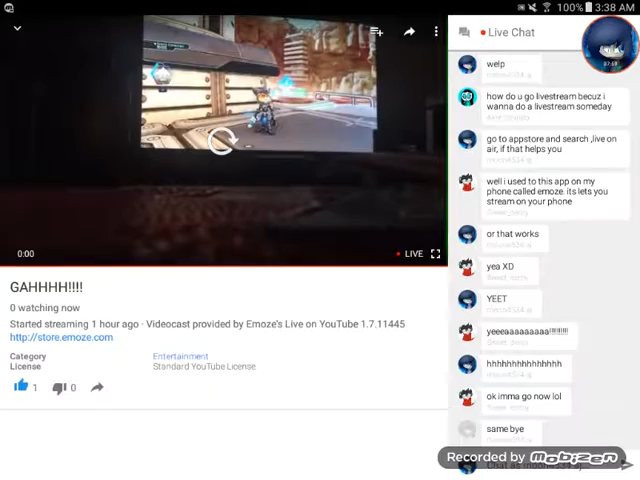 100% 3:38 AM
Live Chat
07:59
welp
how do u go livestream becuz i
wanna do a livestream someday
go to appstore and search ,live on
air, if that helps you
well i used to this app on my
phone called emoze. its lets you
stream on your phone
or that works
yea XD
YEET
yeeeaaaaaaaaa!!!!!!!!!
hhhhhhhhhhhhhh
ok imma go now lol
same bye
0:00
LIVE
GAHHHH!!!!
0 watching now
Started streaming 1 hour ago · Videocast provided by Emoze's Live on YouTube 1.7.11445
http://store.emoze.com
Category Entertainment
License Standard YouTube License
1 0
Recorded by Mobizen